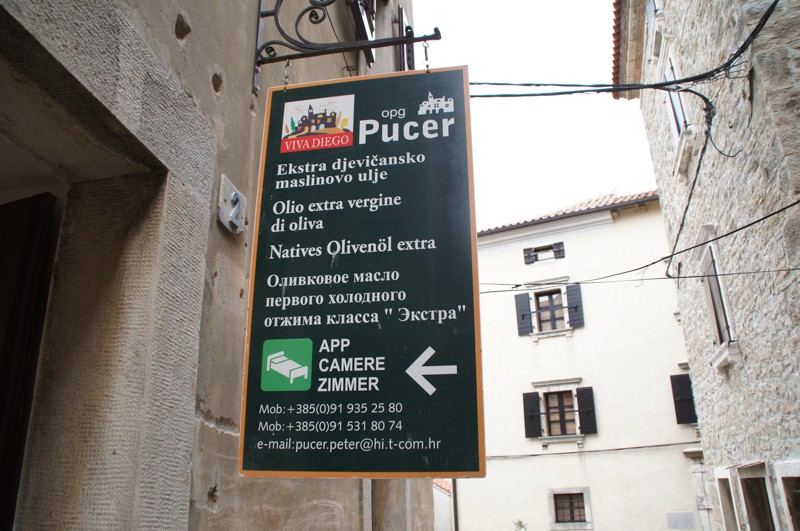 VIVA DIEGO
opg
Pucer
Ekstra djevičansko
maslinovo ulje
Olio extra vergine
di oliva
Natives Olivenöl extra
Оливковое масло
первого холодного
отжима класса " Экстра"
APP
CAMERE
ZIMMER
Mob:+385(0)91 935 25 80
Mob:+385(0)91 531 80 74
e-mail:pucer.peter@hi.t-com.hr
2